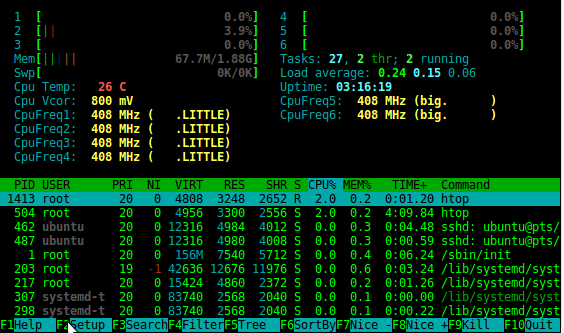 1 [ 0.0%] 4 [ 0.0%]
2 [|| 3.9%] 5 [ 0.0%]
3 [ 0.0%] 6 [ 0.0%]
Mem[||||| 67.7M/1.88G] Tasks: 27, 2 thr; 2 running
Swp[ 0K/0K] Load average: 0.24 0.15 0.06
Cpu Temp: 26 C Uptime: 03:16:19
Cpu Vcor: 800 mV CpuFreq5: 408 MHz (big. )
CpuFreq1: 408 MHz ( .LITTLE) CpuFreq6: 408 MHz (big. )
CpuFreq2: 408 MHz ( .LITTLE)
CpuFreq3: 408 MHz ( .LITTLE)
CpuFreq4: 408 MHz ( .LITTLE)
PID USER PRI NI VIRT RES SHR S CPU% MEM% TIME+ Command
1413 root 20 0 4808 3248 2652 R 2.0 0.2 0:01.20 htop
504 root 20 0 4956 3300 2556 S 2.0 0.2 4:09.84 htop
462 ubuntu 20 0 12316 4984 4012 S 0.0 0.3 0:04.48 sshd: ubuntu@pts/
487 ubuntu 20 0 12316 4980 4008 S 0.0 0.3 0:00.59 sshd: ubuntu@pts/
1 root 20 0 156M 7540 5712 S 0.0 0.4 0:06.24 /sbin/init
203 root 19 -1 42636 12676 11976 S 0.0 0.6 0:03.24 /lib/systemd/syst
217 root 20 0 15424 4860 2372 S 0.0 0.2 0:01.26 /lib/systemd/syst
307 systemd-t 20 0 83740 2568 2040 S 0.0 0.1 0:00.00 /lib/systemd/syst
298 systemd-t 20 0 83740 2568 2040 S 0.0 0.1 0:00.22 /lib/systemd/syst
F1Help F2Setup F3SearchF4FilterF5Tree F6SortByF7Nice -F8Nice +F9Kill F10Quit